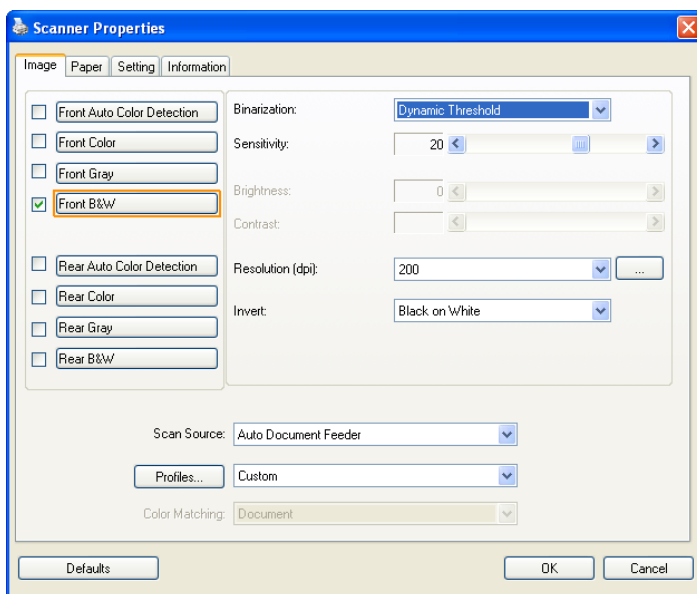 Scanner Properties
Image Paper Setting Information
Front Auto Color Detection
Front Color
Front Gray
Front B&W
Rear Auto Color Detection
Rear Color
Rear Gray
Rear B&W
Binarization: Dynamic Threshold
Sensitivity: 20
Brightness: 0
Contrast:
Resolution (dpi): 200 ...
Invert: Black on White
Scan Source: Auto Document Feeder
Profiles... Custom
Color Matching: Document
Defaults OK Cancel